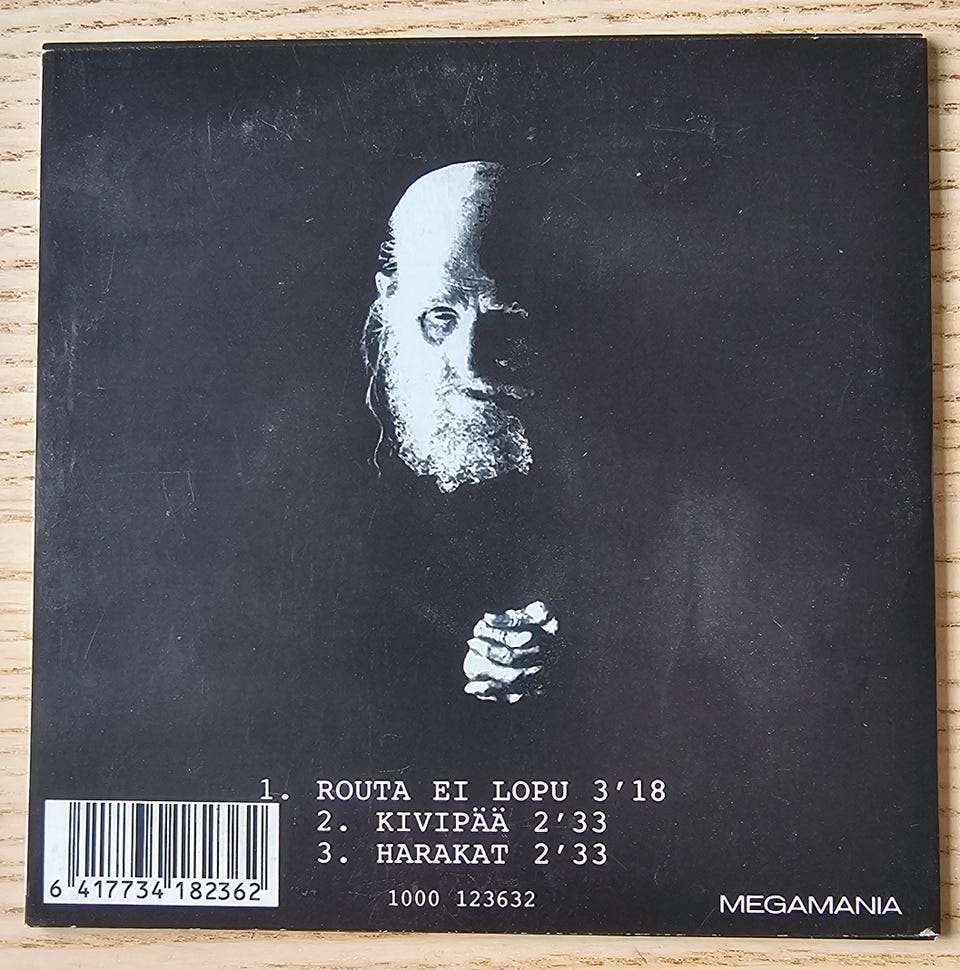 1. ROUTA EI LOPU 3'18
2. KIVIPÄÄ 2'33
3. HARAKAT 2'33
6 417734 182362
1000 123632
MEGAMANIA